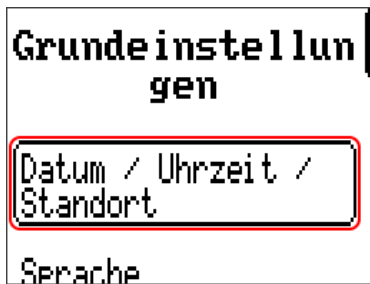 Grundeinstellun
gen
Datum / Uhrzeit /
Standort
Sprache